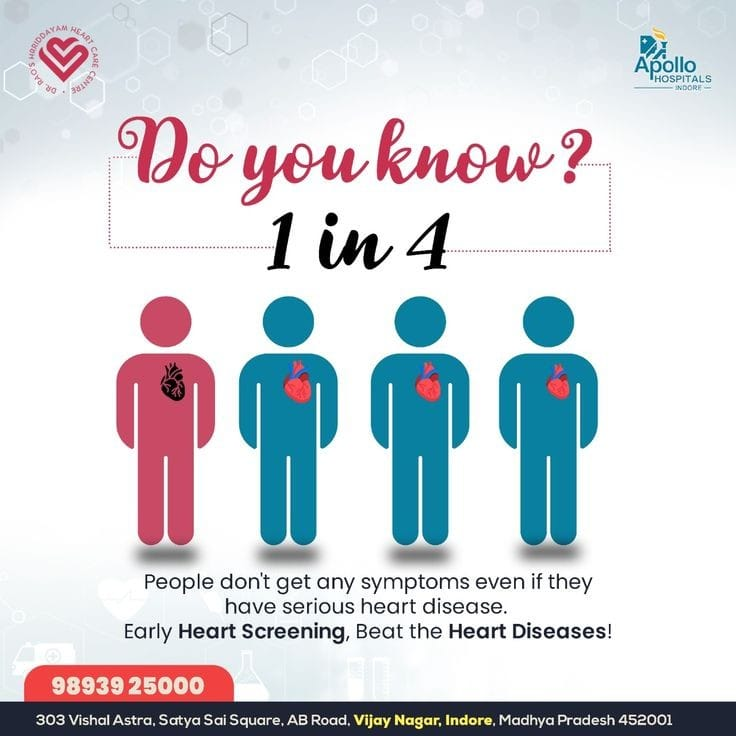 DR. RAO'S HRRIDDAYAM HEART CARE CENTRE
Apollo
HOSPITALS
INDORE
Do you know?
1 in 4
People don't get any symptoms even if they
have serious heart disease.
Early Heart Screening, Beat the Heart Diseases!
98939 25000
303 Vishal Astra, Satya Sai Square, AB Road, Vijay Nagar, Indore, Madhya Pradesh 452001